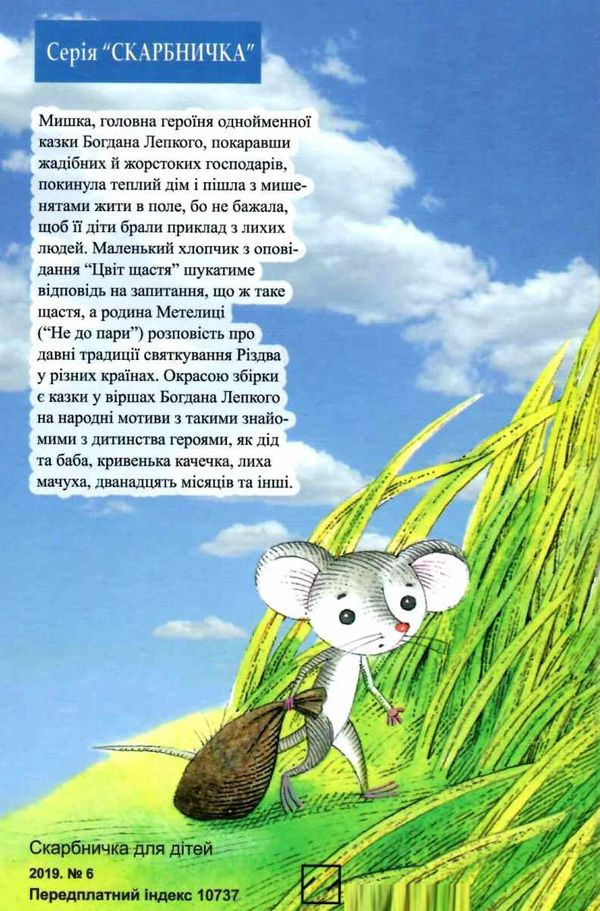 Серія “СКАРБНИЧКА”
Мишка, головна героїня однойменної
казки Богдана Лепкого, покаравши
жадібних й жорстоких господарів,
покинула теплий дім і пішла з мише-
нятами жити в поле, бо не бажала,
щоб її діти брали приклад з лихих
людей. Маленький хлопчик з опові-
дання “Цвіт щастя” шукатиме
відповідь на запитання, що ж таке
щастя, а родина Метелиці
(“Не до пари”) розповість про
давні традиції святкування Різдва
у різних країнах. Окрасою збірки
є казки у віршах Богдана Лепкого
на народні мотиви з такими знайо-
мими з дитинства героями, як дід
та баба, кривенька качечка, лиха
мачуха, дванадцять місяців та інші.
Скарбничка для дітей
2019. № 6
Передплатний індекс 10737